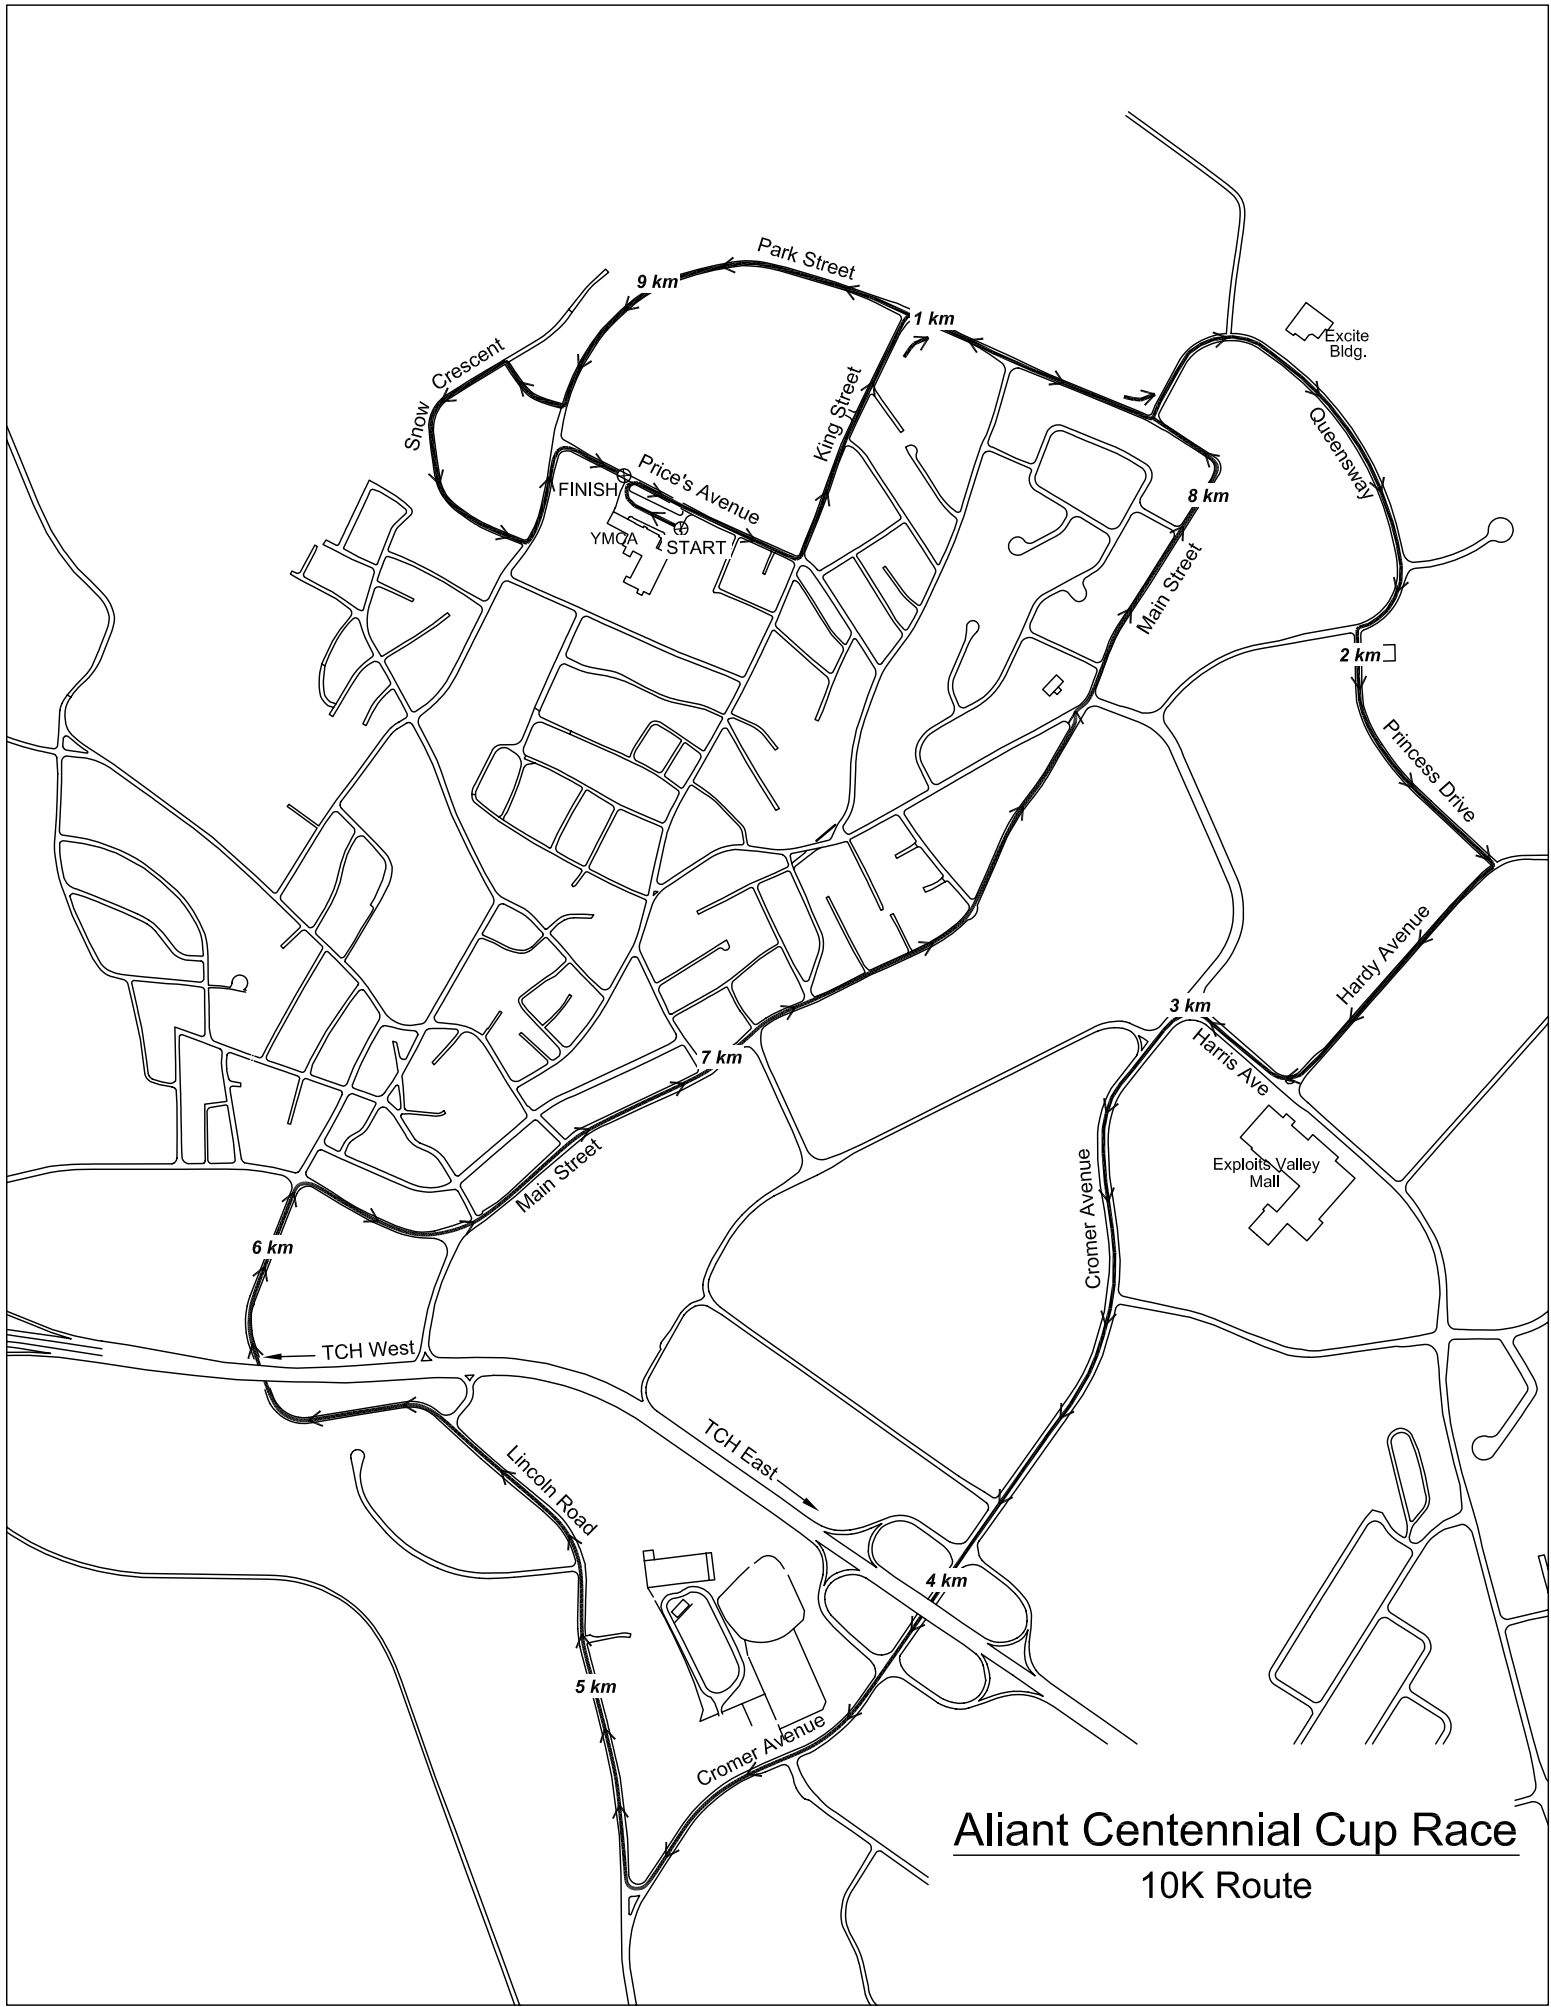 Park Street
9 km
1 km
Excite
Bldg.
Snow
Crescent
King Street
Queensway
Price's Avenue
FINISH
8 km
YMCA
START
Main Street
2 km
Princess Drive
Hardy Avenue
3 km
Harris Ave
7 km
Main Street
Cromer Avenue
Exploits Valley
Mall
6 km
TCH West
TCH East
Lincoln Road
4 km
5 km
Cromer Avenue
Aliant Centennial Cup Race
10K Route